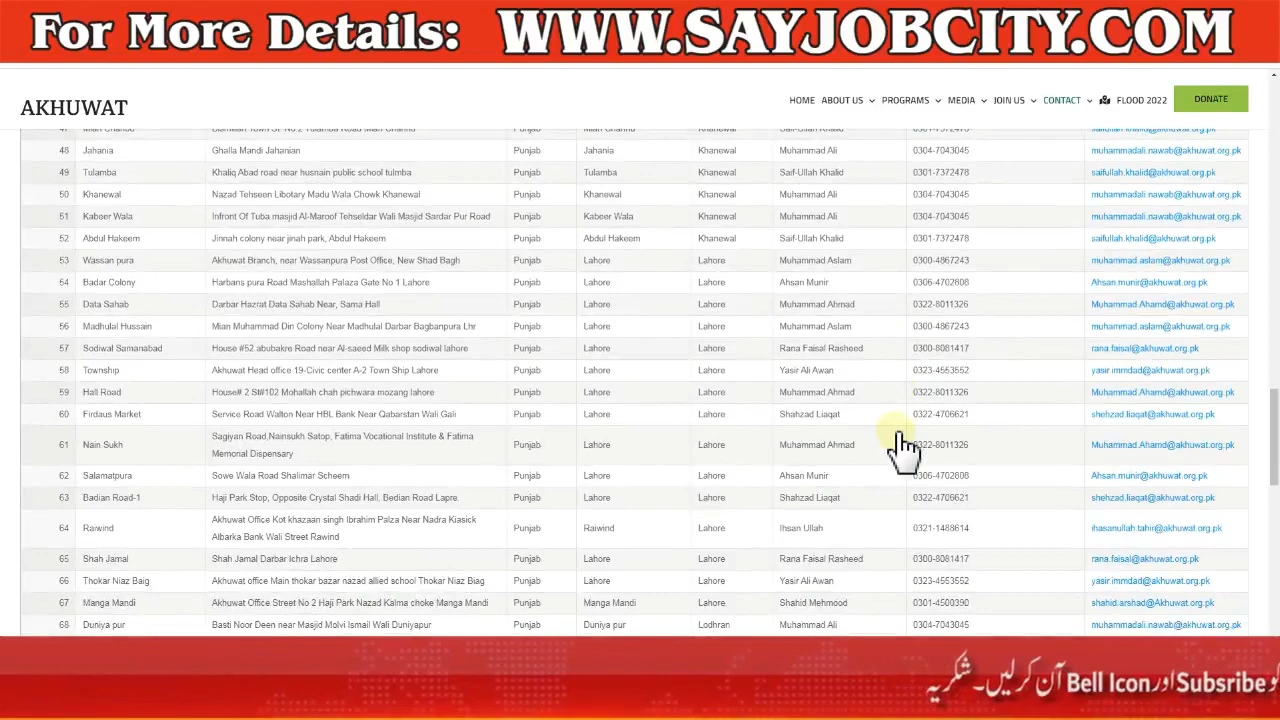 For More Details: WWW.SAYJOBCITY.COM
AKHUWAT
HOME ABOUT US PROGRAMS MEDIA JOIN US CONTACT FLOOD 2022 DONATE
48 Jahania Ghalla Mandi Jahanian Punjab Jahania Khanewal Muhammad Ali 0304-7043045 muhammadali.nawab@akhuwat.org.pk
49 Tulamba Khaliq Abad road near husnain public school tulmba Punjab Tulamba Khanewal Saif-Ullah Khalid 0301-7372478 saifullah.khalid@akhuwat.org.pk
50 Khanewal Nazad Tehseen Libotary Madu Wala Chowk Khanewal Punjab Khanewal Khanewal Muhammad Ali 0304-7043045 muhammadali.nawab@akhuwat.org.pk
51 Kabeer Wala Infront Of Tuba masjid Al-Maroof Tehseldar Wali Masjid Sardar Pur Road Punjab Kabeer Wala Khanewal Muhammad Ali 0304-7043045 muhammadali.nawab@akhuwat.org.pk
52 Abdul Hakeem Jinnah colony near jinah park, Abdul Hakeem Punjab Abdul Hakeem Khanewal Saif-Ullah Khalid 0301-7372478 saifullah.khalid@akhuwat.org.pk
53 Wassan pura Akhuwat Branch, near Wassanpura Post Office, New Shad Bagh Punjab Lahore Lahore Muhammad Aslam 0300-4867243 muhammad.aslam@akhuwat.org.pk
54 Badar Colony Harbans pura Road Mashallah Palaza Gate No 1 Lahore Punjab Lahore Lahore Ahsan Munir 0306-4702808 Ahsan.munir@akhuwat.org.pk
55 Data Sahab Darbar Hazrat Data Sahab Near, Sama Hall Punjab Lahore Lahore Muhammad Ahmad 0322-8011326 Muhammad.Ahamd@akhuwat.org.pk
56 Madhulal Hussain Mian Muhammad Din Colony Near Madhulal Darbar Bagbanpura Lhr Punjab Lahore Lahore Muhammad Aslam 0300-4867243 muhammad.aslam@akhuwat.org.pk
57 Sodiwal Samanabad House #52 abubakre Road near Al-saeed Milk shop sodiwal lahore Punjab Lahore Lahore Rana Faisal Rasheed 0300-8081417 rana.faisal@akhuwat.org.pk
58 Township Akhuwat Head office 19-Civic center A-2 Town Ship Lahore Punjab Lahore Lahore Yasir Ali Awan 0323-4553552 yasir.immdad@akhuwat.org.pk
59 Hall Road House# 2 St#102 Mohallah chah pichwara mozang lahore Punjab Lahore Lahore Muhammad Ahmad 0322-8011326 Muhammad.Ahamd@akhuwat.org.pk
60 Firdaus Market Service Road Walton Near HBL Bank Near Qabarstan Wali Gali Punjab Lahore Lahore Shahzad Liaqat 0322-4706621 shehzad.liaqat@akhuwat.org.pk
61 Nain Sukh Sagiyan Road,Nainsukh Satop, Fatima Vocational Institute & Fatima Memorial Dispensary Punjab Lahore Lahore Muhammad Ahmad 0322-8011326 Muhammad.Ahamd@akhuwat.org.pk
62 Salamatpura Sowe Wala Road Shalimar Scheem Punjab Lahore Lahore Ahsan Munir 0306-4702808 Ahsan.munir@akhuwat.org.pk
63 Badian Road-1 Haji Park Stop, Opposite Crystal Shadi Hall, Bedian Road Lapre Punjab Lahore Lahore Shahzad Liaqat 0322-4706621 shehzad.liaqat@akhuwat.org.pk
64 Raiwind Akhuwat Office Kot khazaan singh Ibrahim Palza Near Nadra Kiasick Albarka Bank Wali Street Rawind Punjab Raiwind Lahore Ihsan Ullah 0321-1488614 ihasanullah.tahir@akhuwat.org.pk
65 Shah Jamal Shah Jamal Darbar Ichra Lahore Punjab Lahore Lahore Rana Faisal Rasheed 0300-8081417 rana.faisal@akhuwat.org.pk
66 Thokar Niaz Baig Akhuwat office Main thokar bazar nazad allied school Thokar Niaz Baig Punjab Lahore Lahore Yasir Ali Awan 0323-4553552 yasir.immdad@akhuwat.org.pk
67 Manga Mandi Akhuwat Office Street No 2 Haji Park Nazad Kalma choke Manga Mandi Punjab Manga Mandi Lahore Shahid Mehmood 0301-4500390 shahid.arshad@Akhuwat.org.pk
68 Duniya pur Basti Noor Deen near Masjid Molvi Ismail Wali Duniyapur Punjab Duniya pur Lodhran Muhammad Ali 0304-7043045 muhammadali.nawab@akhuwat.org.pk
کو Subsribe اور Bell Icon آن کرلیں۔ شکریہ